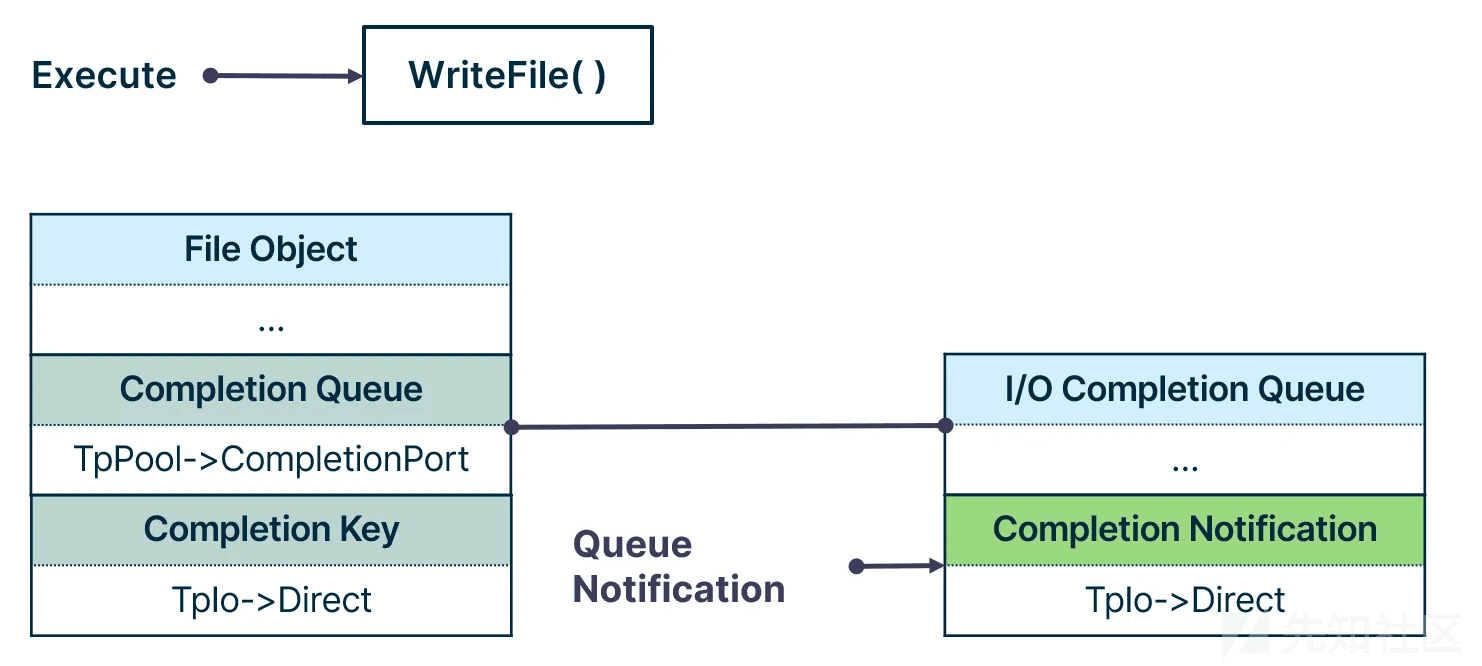 Execute
WriteFile( )
File Object
...
Completion Queue
TpPool->CompletionPort
Completion Key
TpIo->Direct
Queue
Notification
I/O Completion Queue
...
Completion Notification
TpIo->Direct
先知社区